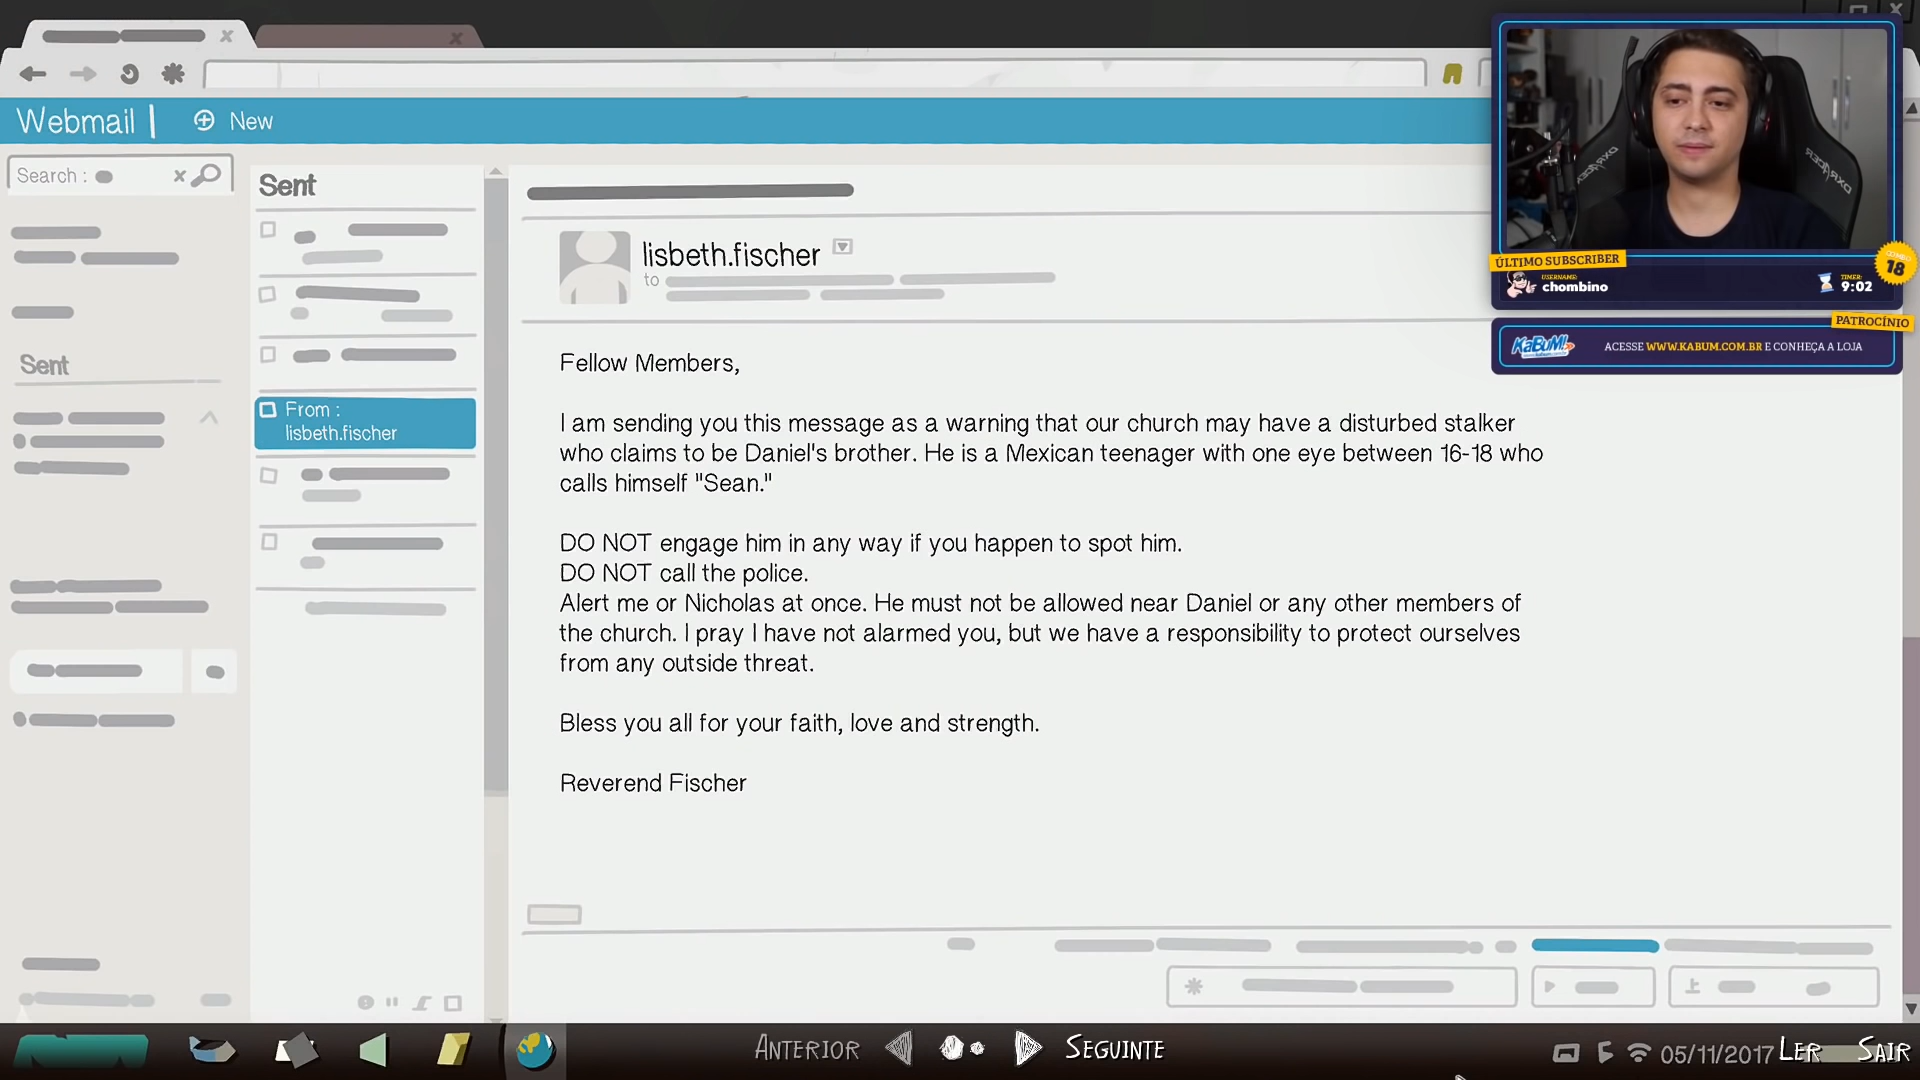 Webmail
New
Search :
Sent
Sent
From :
lisbeth.fischer
lisbeth.fischer
to
Fellow Members,
I am sending you this message as a warning that our church may have a disturbed stalker
who claims to be Daniel's brother. He is a Mexican teenager with one eye between 16-18 who
calls himself "Sean."
DO NOT engage him in any way if you happen to spot him.
DO NOT call the police.
Alert me or Nicholas at once. He must not be allowed near Daniel or any other members of
the church. I pray I have not alarmed you, but we have a responsibility to protect ourselves
from any outside threat.
Bless you all for your faith, love and strength.
Reverend Fischer
DXRACER
DXRACER
ÚLTIMO SUBSCRIBER
USERNAME:
chombino
TIMER:
9:02
18
PATROCÍNIO
KaBuM!
ACESSE WWW.KABUM.COM.BR E CONHEÇA A LOJA
ANTERIOR
SEGUINTE
05/11/2017
LER
SAIR